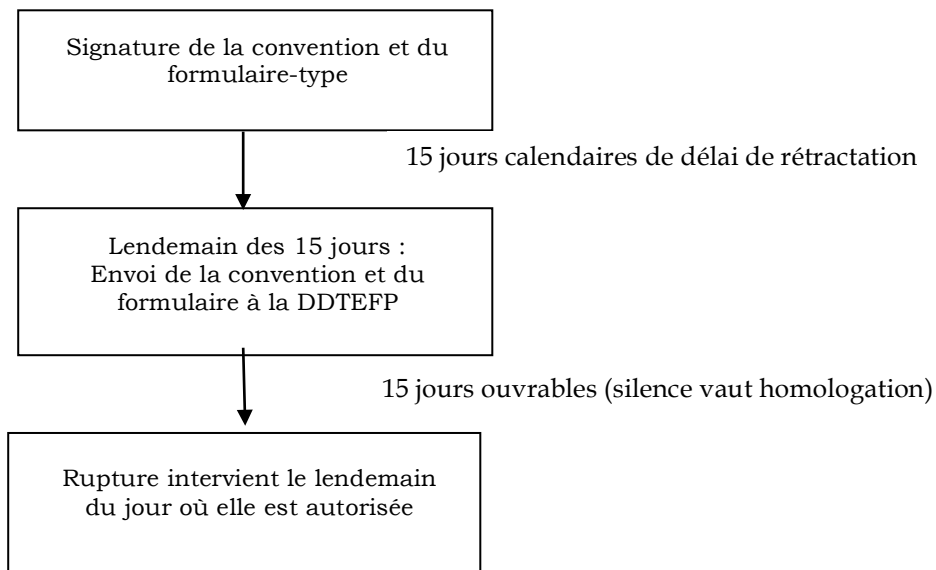 Signature de la convention et du
formulaire-type
15 jours calendaires de délai de rétractation
Lendemain des 15 jours :
Envoi de la convention et du
formulaire à la DDTEFP
15 jours ouvrables (silence vaut homologation)
Rupture intervient le lendemain
du jour où elle est autorisée